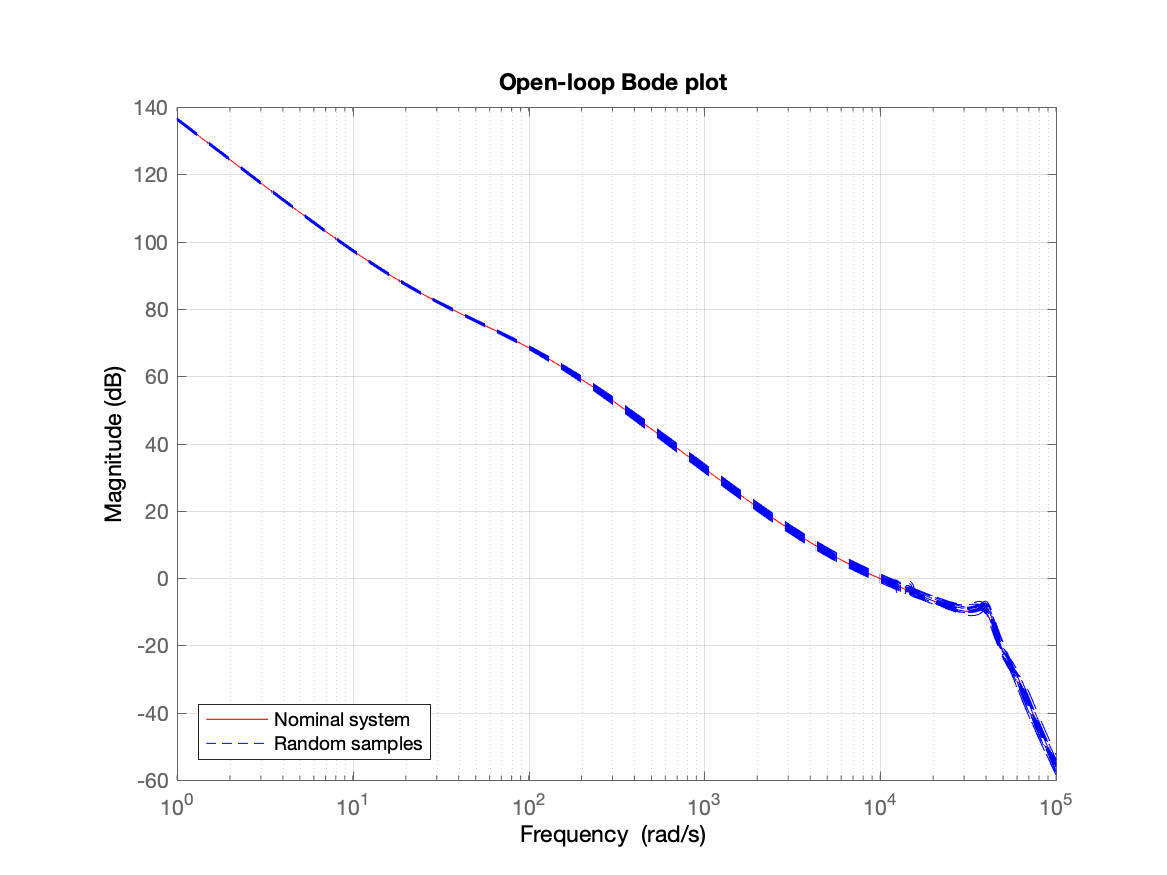 Open-loop Bode plot
140
120
100
80
60
40
20
0
-20
-40
-60
Magnitude (dB)
Nominal system
Random samples
10^0 10^1 10^2 10^3 10^4 10^5
Frequency (rad/s)